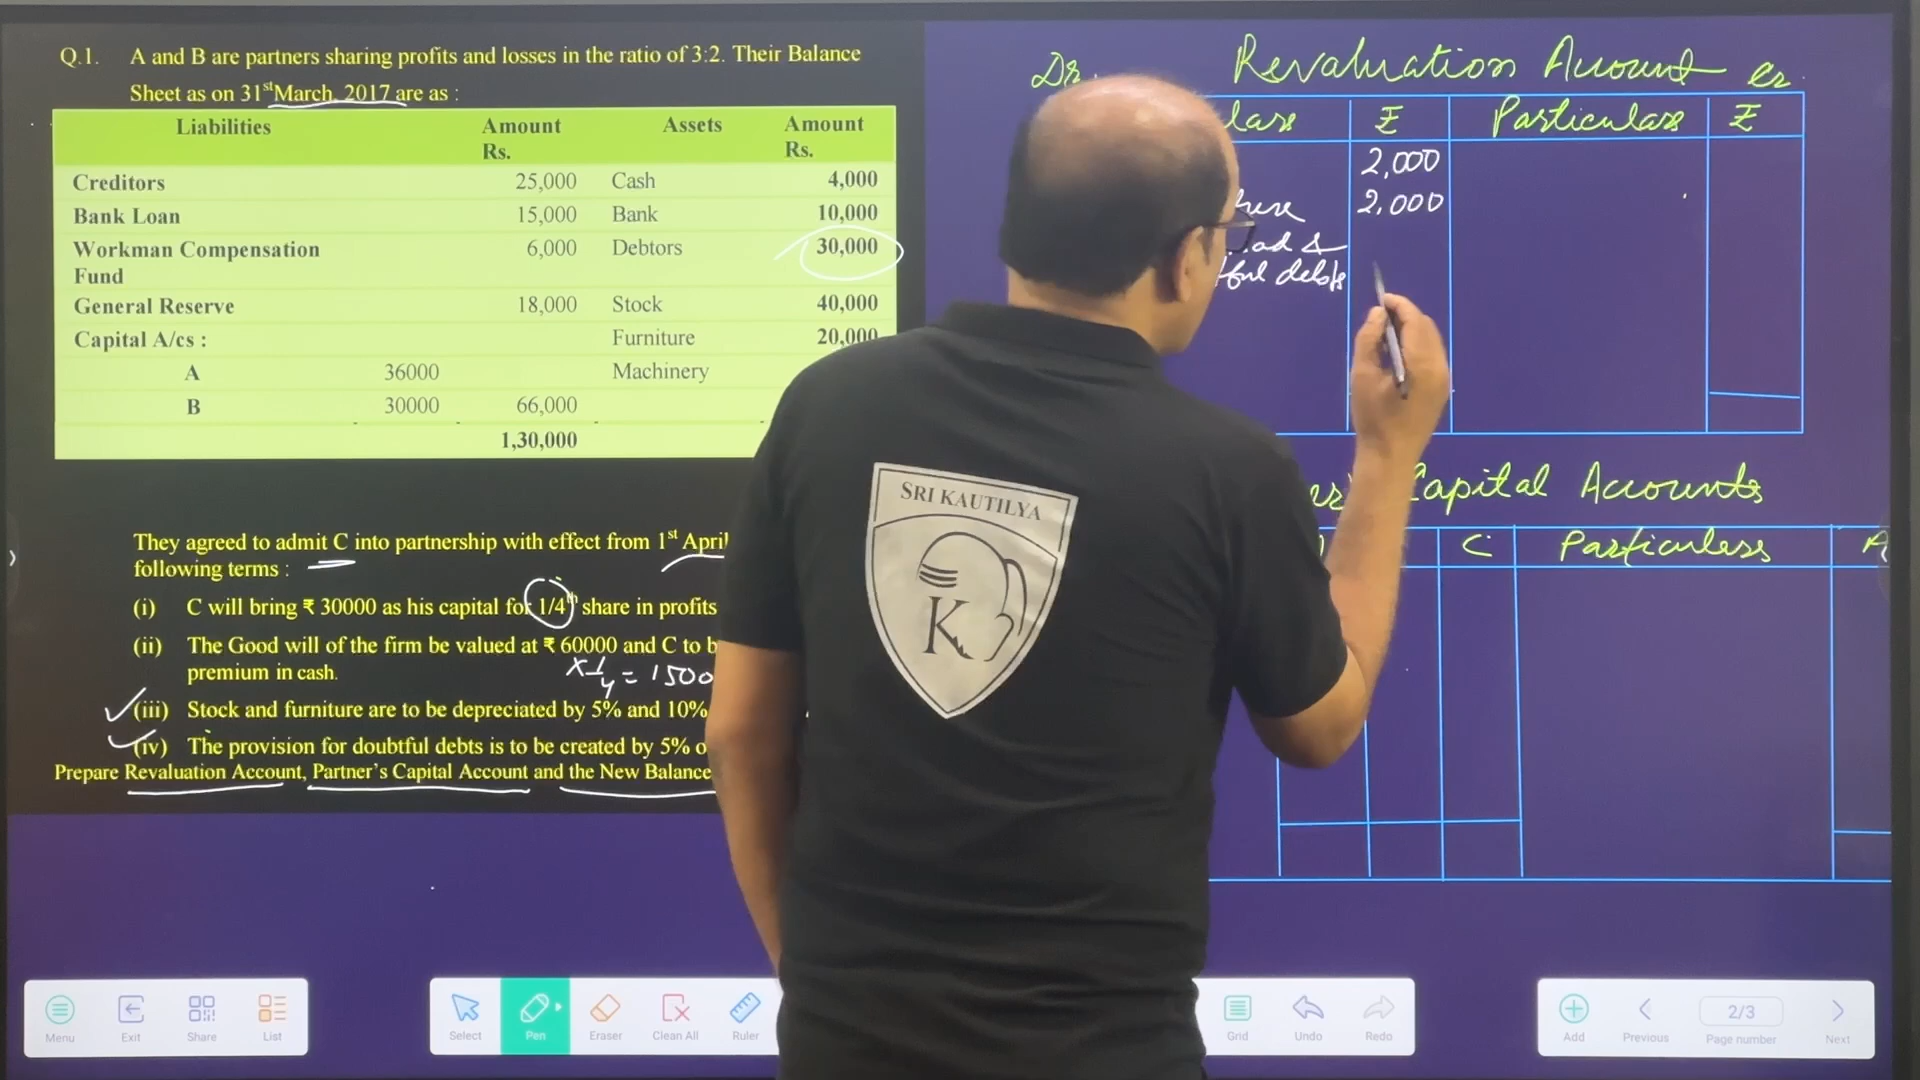 Q.1. A and B are partners sharing profits and losses in the ratio of 3:2. Their Balance
Sheet as on 31st March, 2017 are as :
Liabilities Amount Rs. Assets Amount Rs.
Creditors 25,000 Cash 4,000
Bank Loan 15,000 Bank 10,000
Workman Compensation Fund 6,000 Debtors 30,000
General Reserve 18,000 Stock 40,000
Capital A/cs : Furniture 20,000
A 36000 Machinery
B 30000 66,000
1,30,000
They agreed to admit C into partnership with effect from 1st April
following terms :
(i) C will bring ₹ 30000 as his capital for 1/4th share in profits
(ii) The Good will of the firm be valued at ₹ 60000 and C to b
premium in cash.
x 1/4 = 1500
(iii) Stock and furniture are to be depreciated by 5% and 10%
(iv) The provision for doubtful debts is to be created by 5% o
Prepare Revaluation Account, Partner's Capital Account and the New Balance
Dr. Revaluation Account Cr.
lars ₹ Particulars ₹
2,000
2,000
ad &
ful debts
Capital Accounts
C Particulars A
SRI KAUTILYA
K
Menu Exit Share List
Select Pen Eraser Clean All Ruler
Grid Undo Redo
Add Previous 2/3 Page number Next